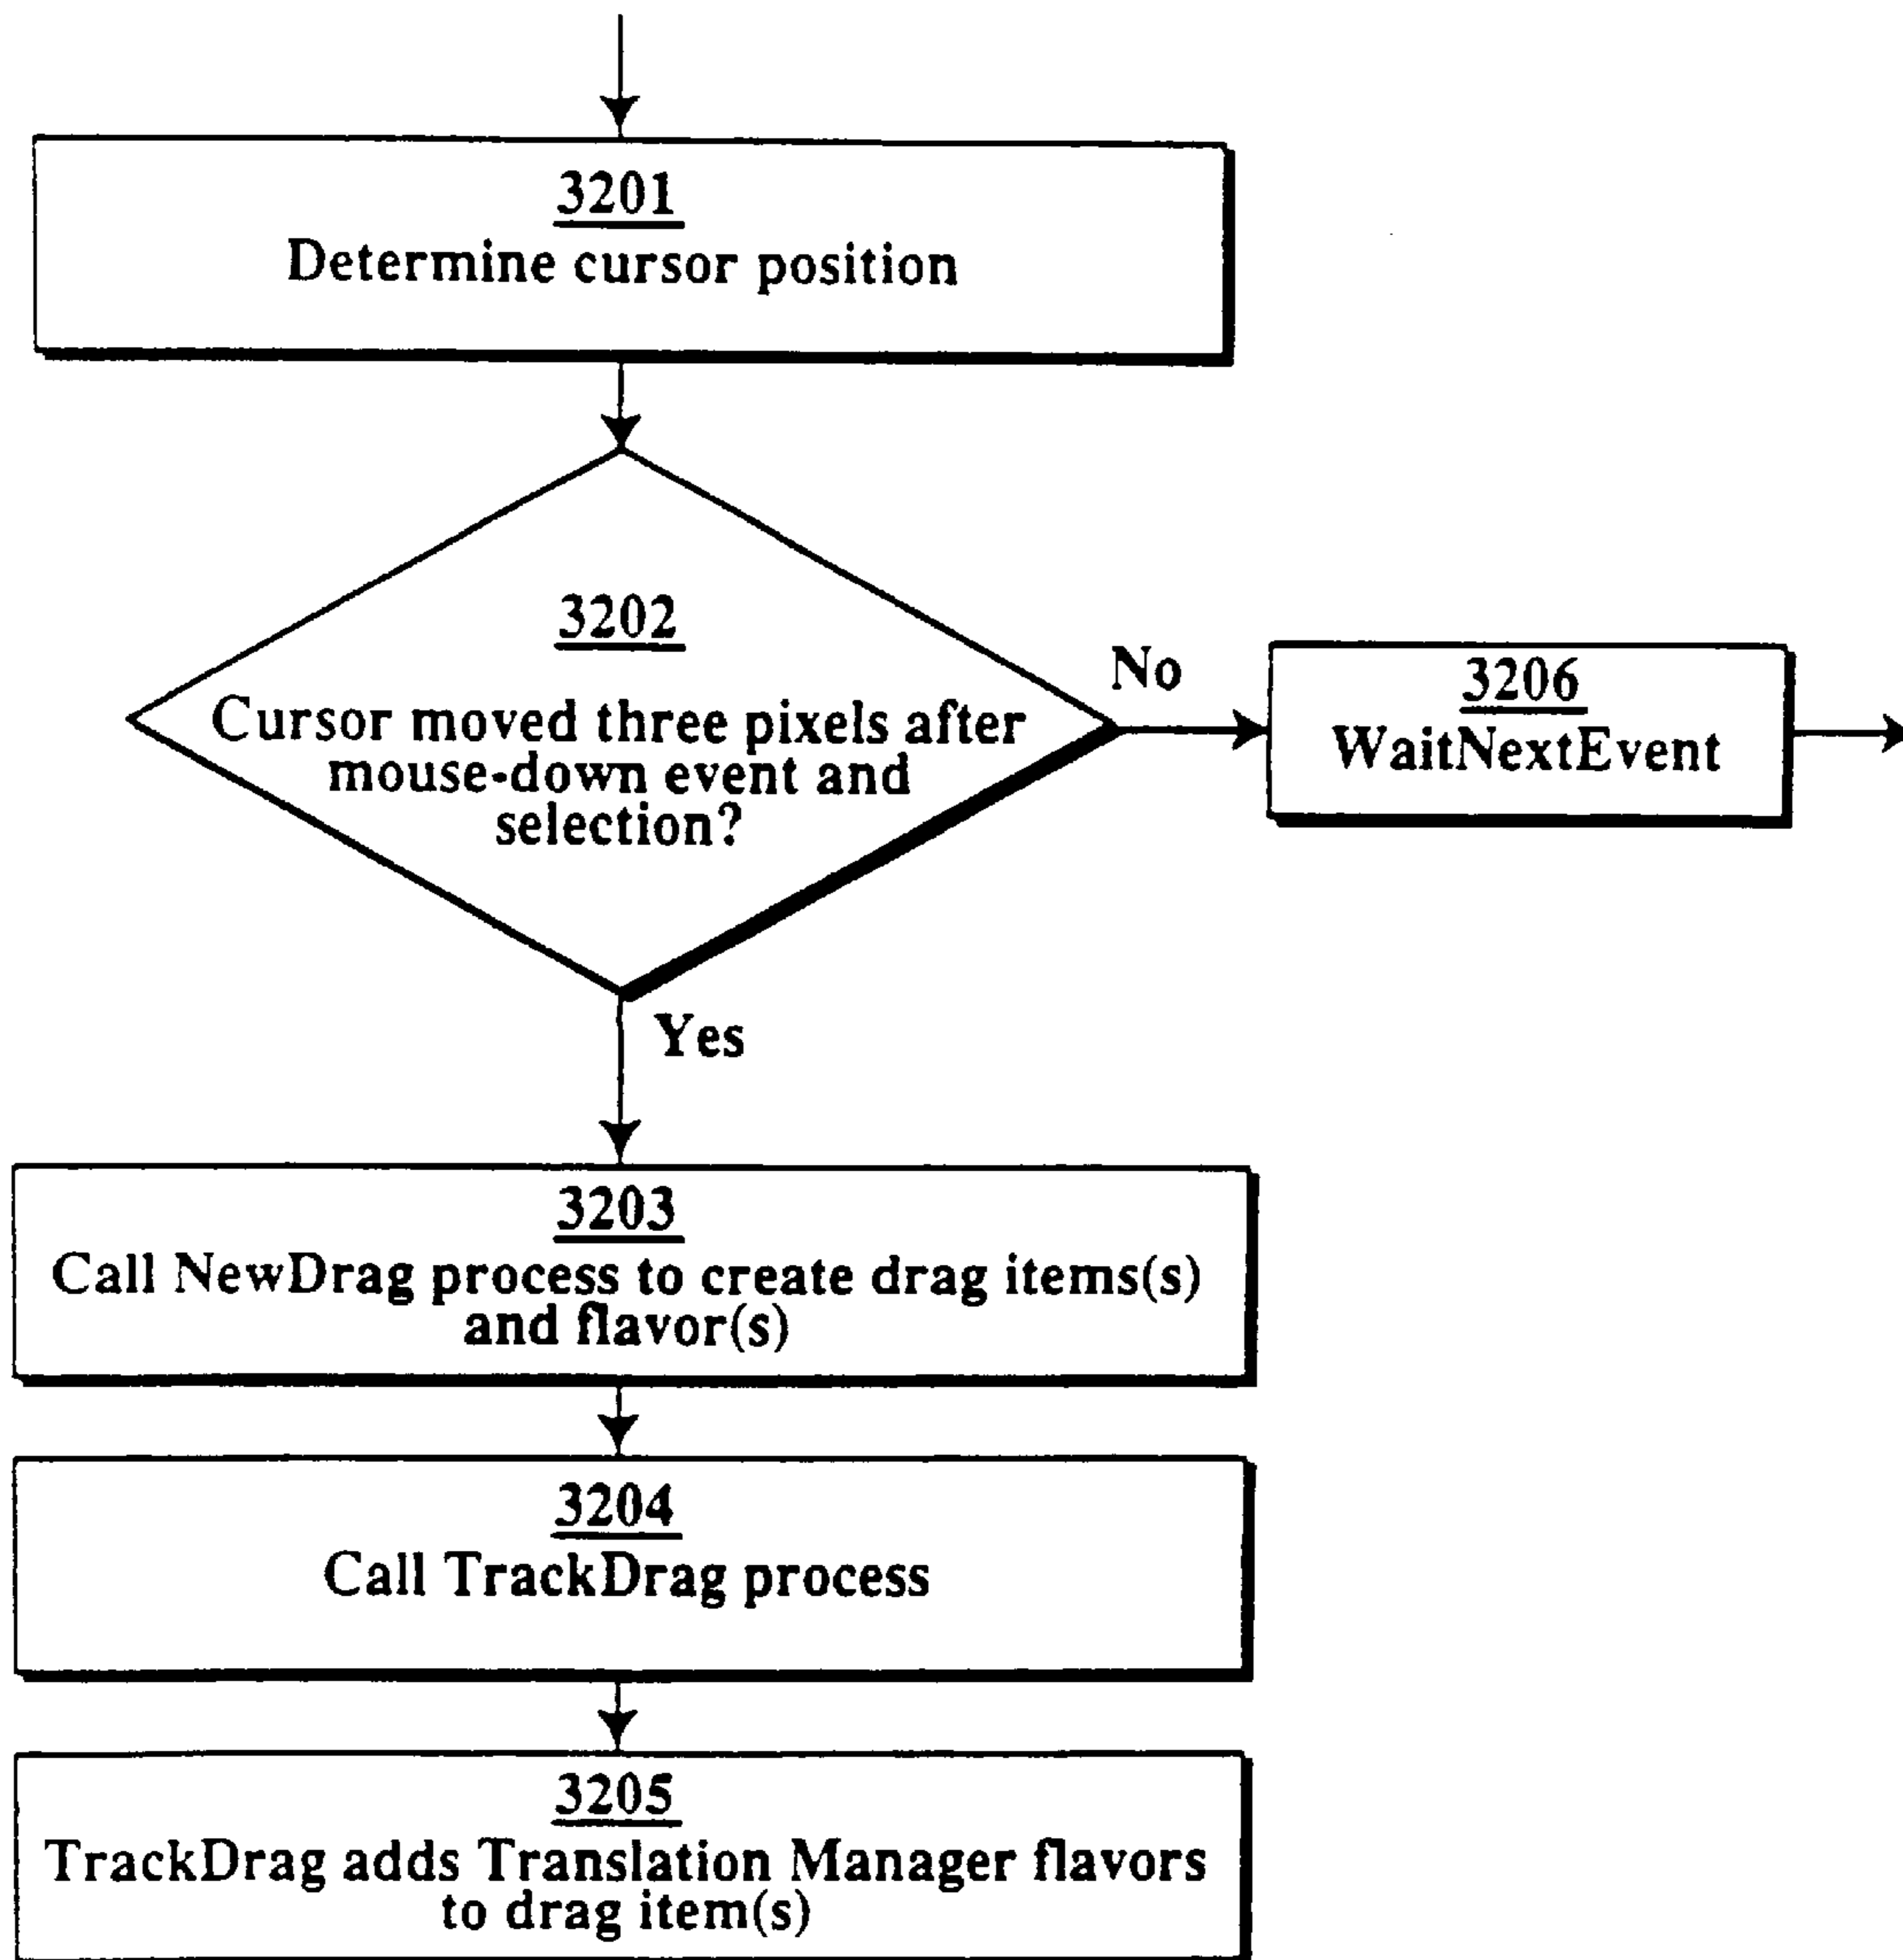 3201
Determine cursor position
3202
Cursor moved three pixels after
mouse-down event and
selection?
No
3206
WaitNextEvent
Yes
3203
Call NewDrag process to create drag items(s)
and flavor(s)
3204
Call TrackDrag process
3205
TrackDrag adds Translation Manager flavors
to drag item(s)